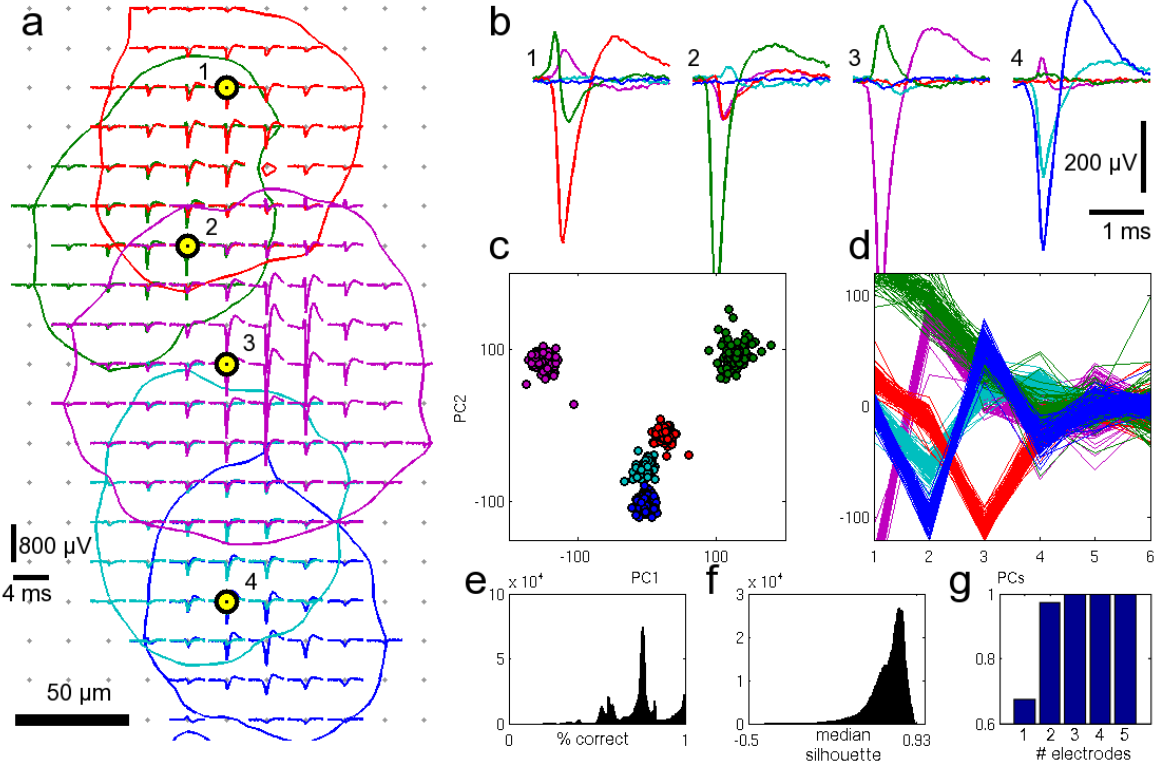 a
1
2
3
4
800 µV
4 ms
50 µm
b
1
2
3
4
200 µV
1 ms
c
100
-100
PC2
-100
100
PC1
d
100
0
-100
1 2 3 4 5 6
PCs
e
x 10⁴
10
5
0
0 % correct 1
f
x 10⁴
3
2
1
0
-0.5 median silhouette 0.93
g
1
0.8
0.6
1 2 3 4 5
# electrodes